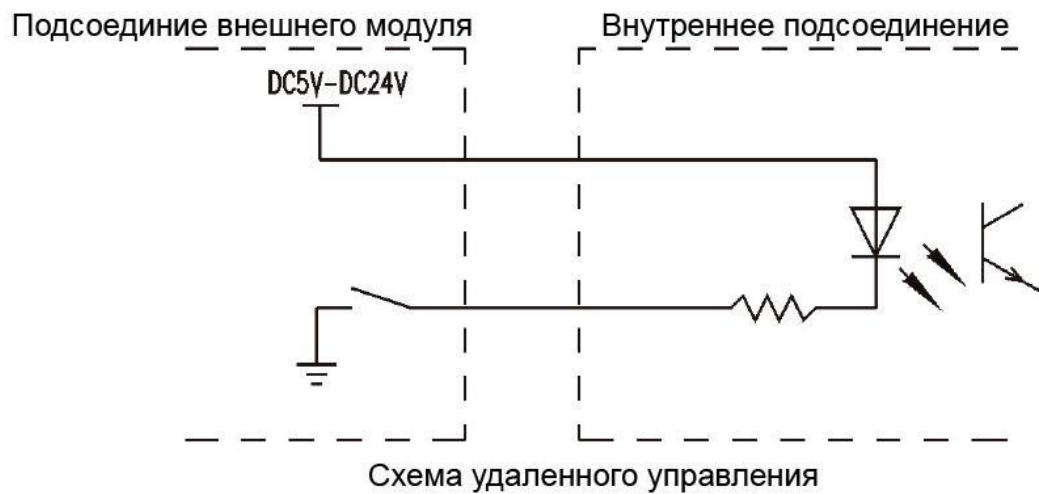 Подсоединие внешнего модуля
Внутреннее подсоединение
DC5V-DC24V
Схема удаленного управления